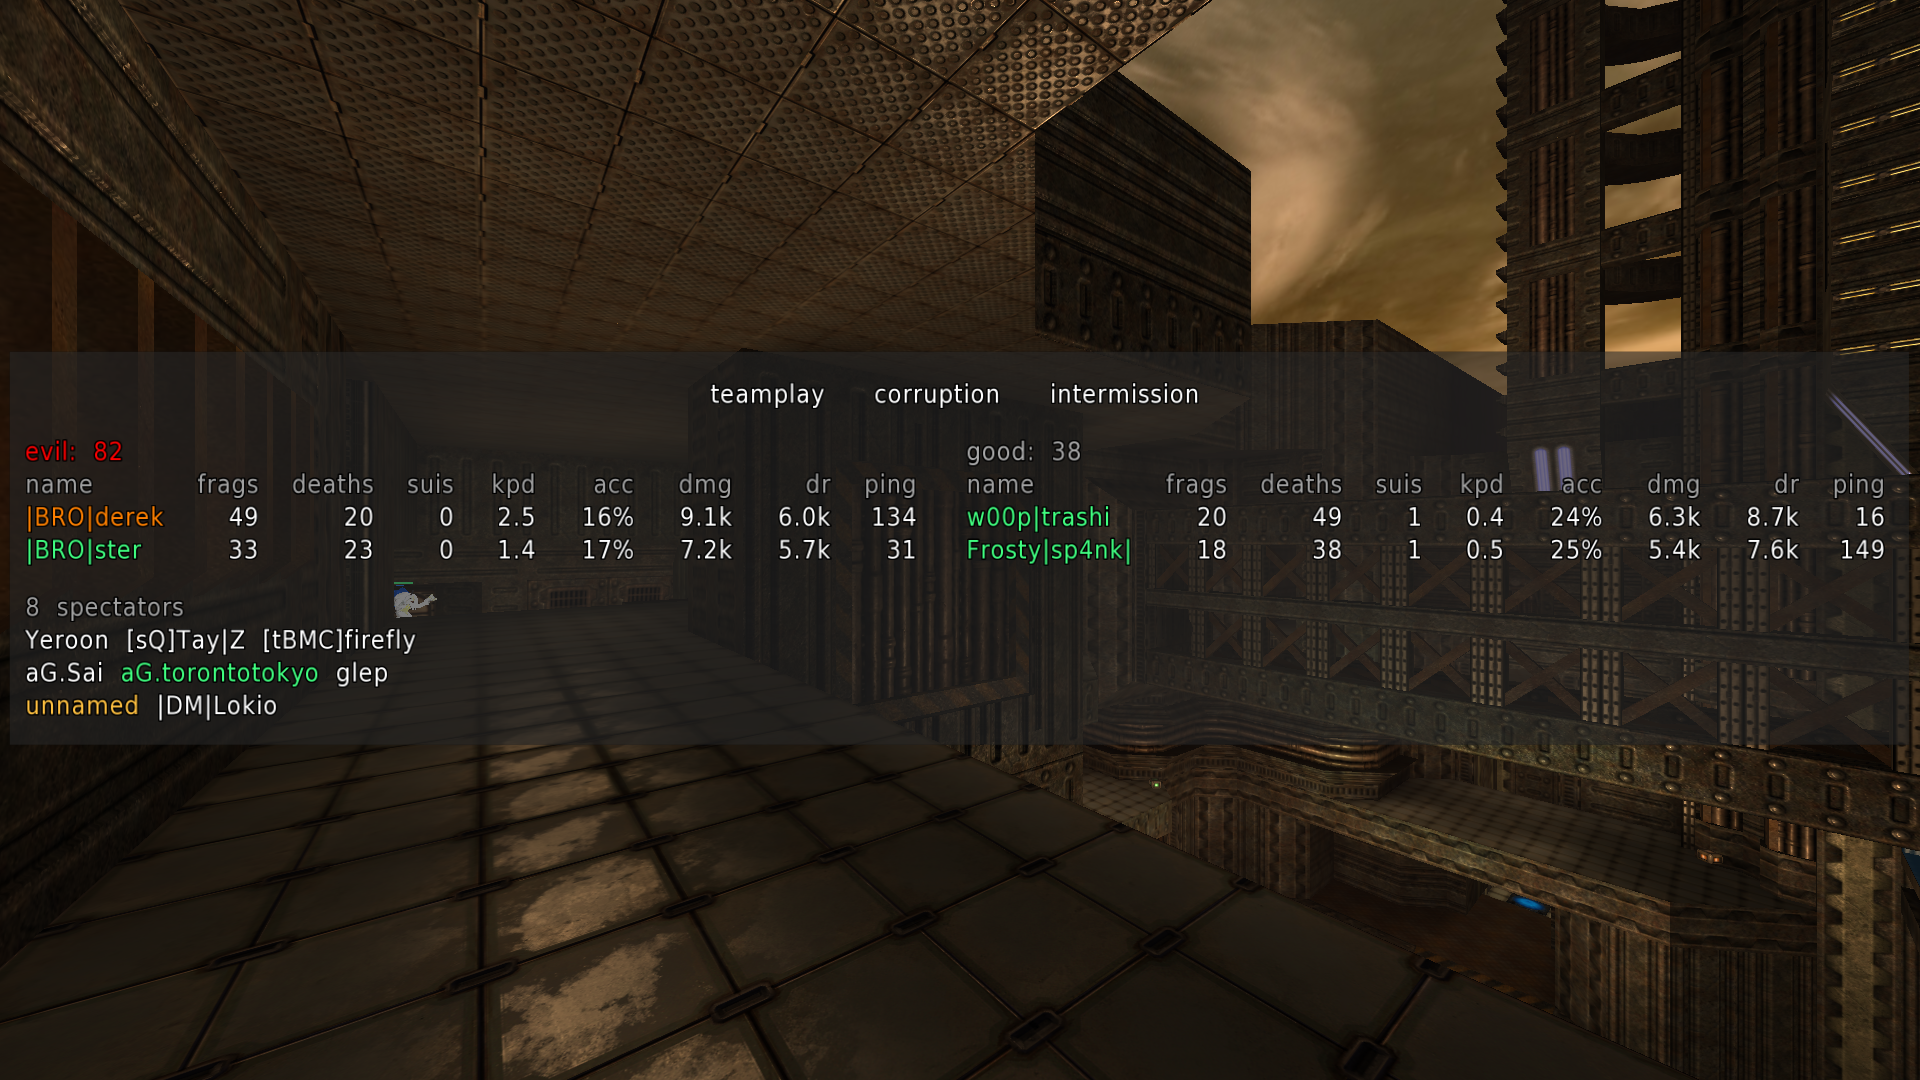 teamplay corruption intermission
evil: 82
name frags deaths suis kpd acc dmg dr ping
|BRO|derek 49 20 0 2.5 16% 9.1k 6.0k 134
|BRO|ster 33 23 0 1.4 17% 7.2k 5.7k 31
good: 38
name frags deaths suis kpd acc dmg dr ping
w00p|trashi 20 49 1 0.4 24% 6.3k 8.7k 16
Frosty|sp4nk| 18 38 1 0.5 25% 5.4k 7.6k 149
8 spectators
Yeroon [sQ]Tay|Z [tBMC]firefly
aG.Sai aG.torontotokyo glep
unnamed |DM|Lokio